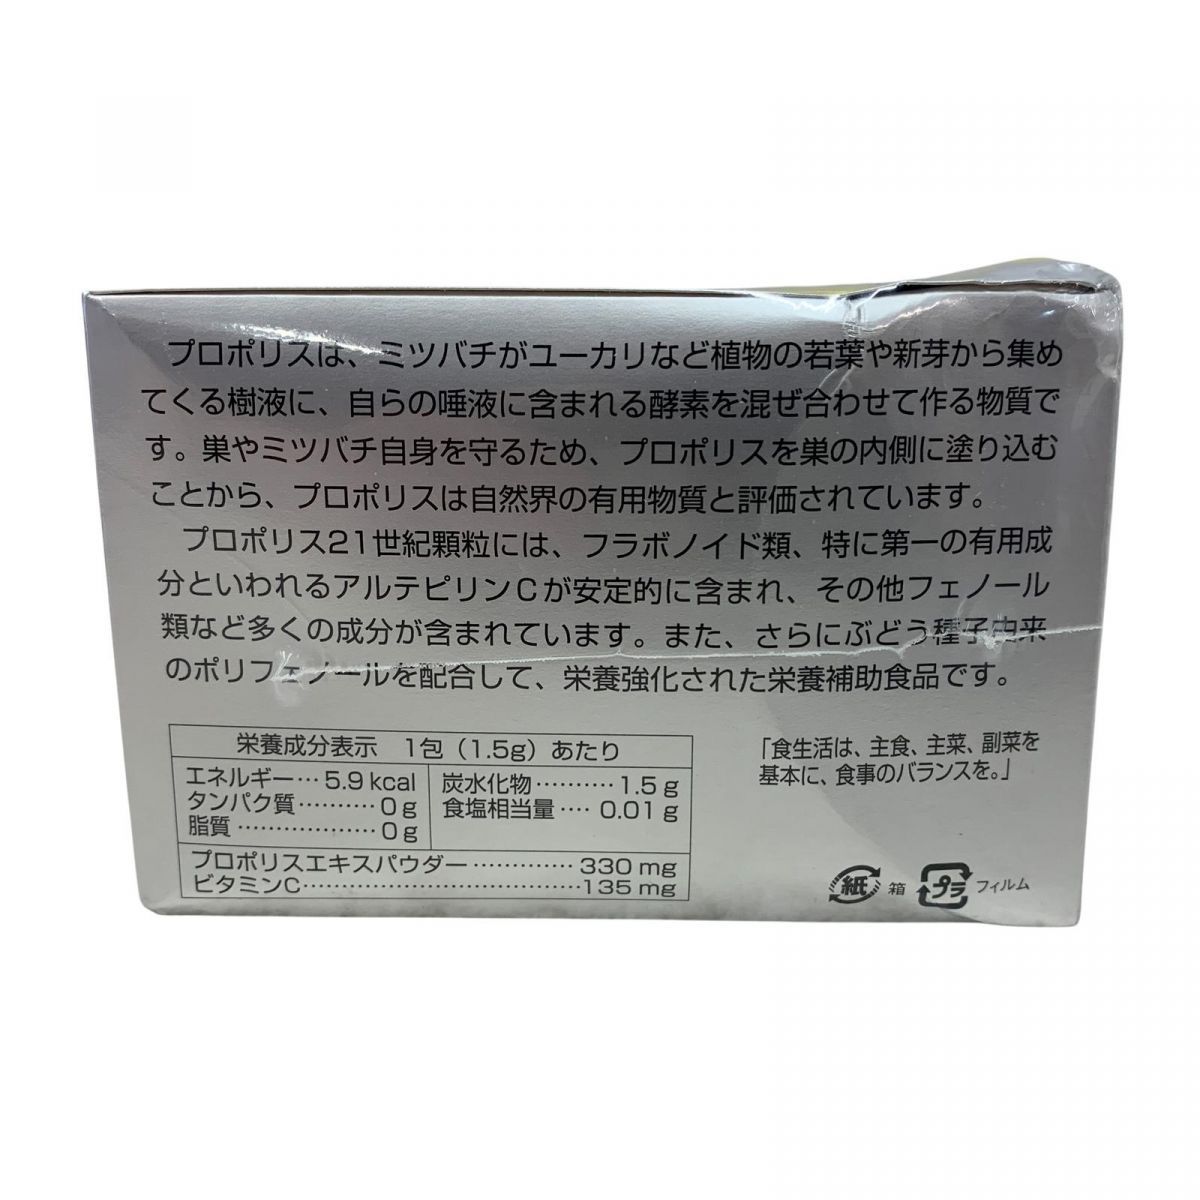 プロポリスは、ミツバチがユーカリなど植物の若葉や新芽から集め
てくる樹液に、自らの唾液に含まれる酵素を混ぜ合わせて作る物質で
す。巣やミツバチ自身を守るため、プロポリスを巣の内側に塗り込む
ことから、プロポリスは自然界の有用物質と評価されています。
プロポリス21世紀顆粒には、フラボノイド類、特に第一の有用成
分といわれるアルテピリンCが安定的に含まれ、その他フェノール
類など多くの成分が含まれています。また、さらにぶどう種子由来
のポリフェノールを配合して、栄養強化された栄養補助食品です。
栄養成分表示 1包（1.5g）あたり
エネルギー…5.9kcal
タンパク質………0g
脂質………………0g
炭水化物………1.5g
食塩相当量….0.01g
プロポリスエキスパウダー…………330mg
ビタミンC………………………………135mg
「食生活は、主食、主菜、副菜を
基本に、食事のバランスを。」
紙 箱 プラ フィルム